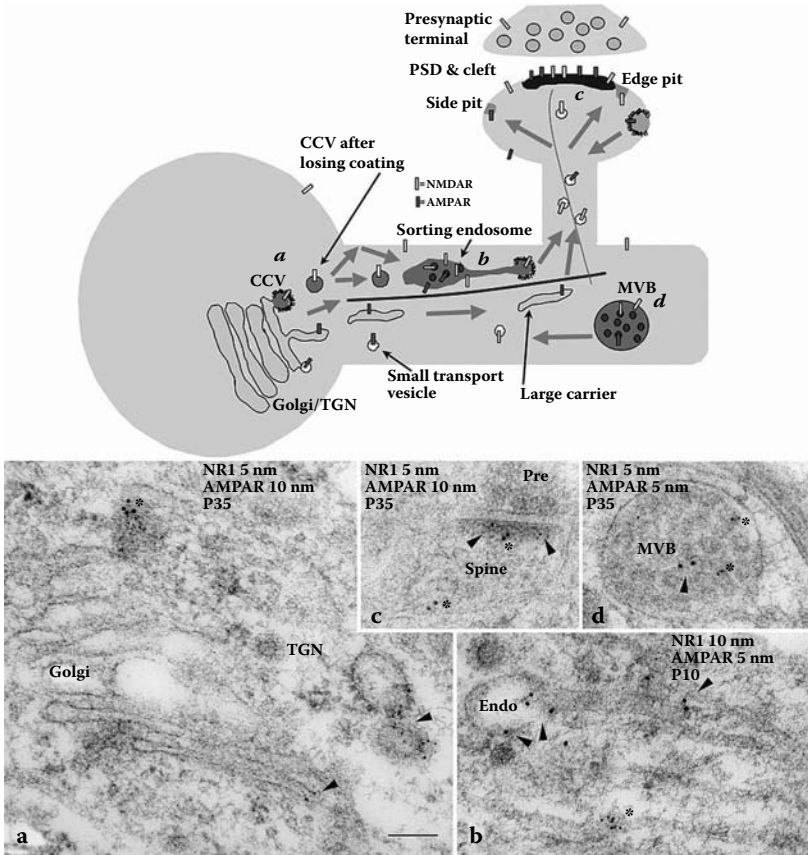 Presynaptic
terminal
PSD & cleft
Edge pit
c
Side pit
CCV after
losing coating
NMDAR
AMPAR
Sorting endosome
a
b
CCV
MVB
d
Small transport
vesicle
Large carrier
Golgi/TGN
NR1 5 nm
AMPAR 10 nm
P35
Golgi
TGN
*
a
NR1 5 nm
AMPAR 10 nm
P35
Pre
*
Spine
*
c
NR1 5 nm
AMPAR 5 nm
P35
*
MVB
*
d
NR1 10 nm
AMPAR 5 nm
P10
Endo
*
b